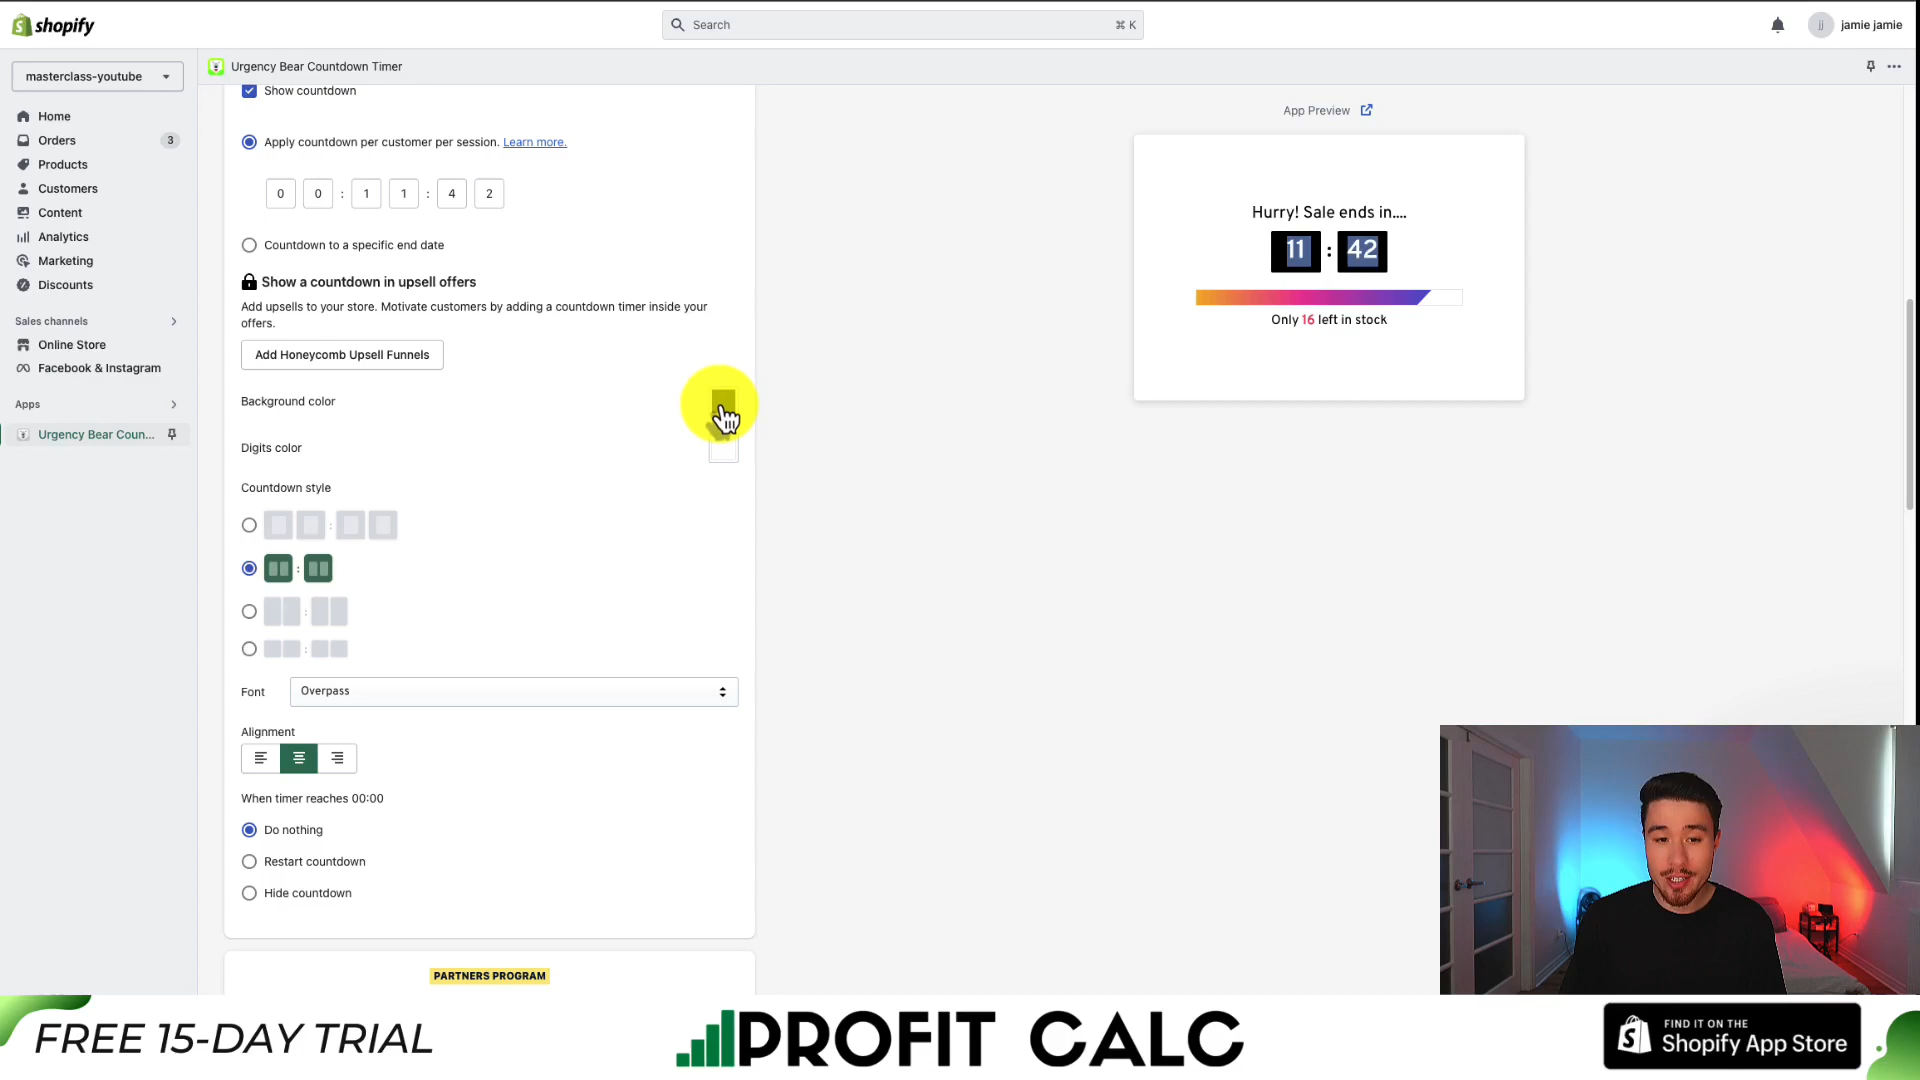 shopify
Search
⌘ K
jj
jamie jamie
masterclass-youtube
Urgency Bear Countdown Timer
Home
Orders
3
Products
Customers
Content
Analytics
Marketing
Discounts
Sales channels
Online Store
Facebook & Instagram
Apps
Urgency Bear Coun...
Show countdown
Apply countdown per customer per session. Learn more.
0 0 : 1 1 : 4 2
Countdown to a specific end date
Show a countdown in upsell offers
Add upsells to your store. Motivate customers by adding a countdown timer inside your
offers.
Add Honeycomb Upsell Funnels
Background color
Digits color
Countdown style
:
:
:
:
Font
Overpass
Alignment
When timer reaches 00:00
Do nothing
Restart countdown
Hide countdown
PARTNERS PROGRAM
App Preview
Hurry! Sale ends in....
11 : 42
Only 16 left in stock
FREE 15-DAY TRIAL
PROFIT CALC
FIND IT ON THE
Shopify App Store